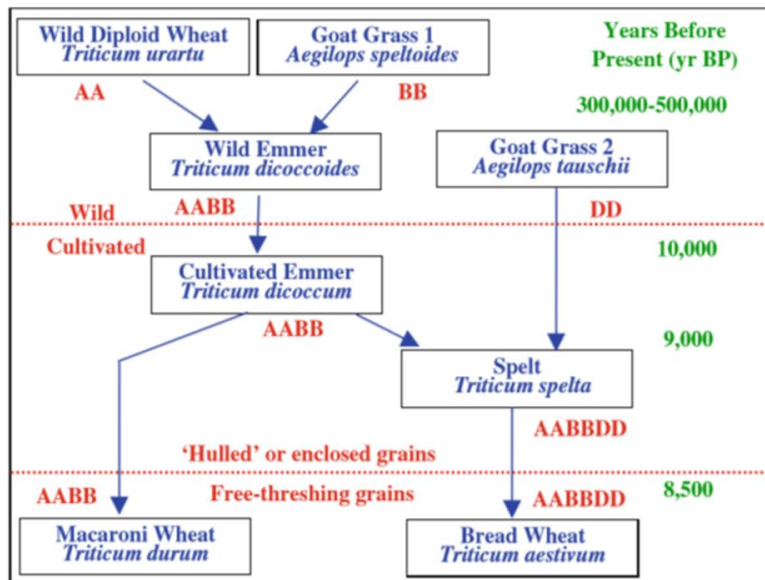 Wild Diploid Wheat
Triticum urartu
Goat Grass 1
Aegilops speltoides
Years Before
Present (yr BP)
AA
BB
300,000-500,000
Wild Emmer
Triticum dicoccoides
Goat Grass 2
Aegilops tauschii
Wild
AABB
DD
Cultivated
10,000
Cultivated Emmer
Triticum dicoccum
AABB
9,000
Spelt
Triticum spelta
AABBDD
‘Hulled’ or enclosed grains
AABB
Free-threshing grains
AABBDD
8,500
Macaroni Wheat
Triticum durum
Bread Wheat
Triticum aestivum